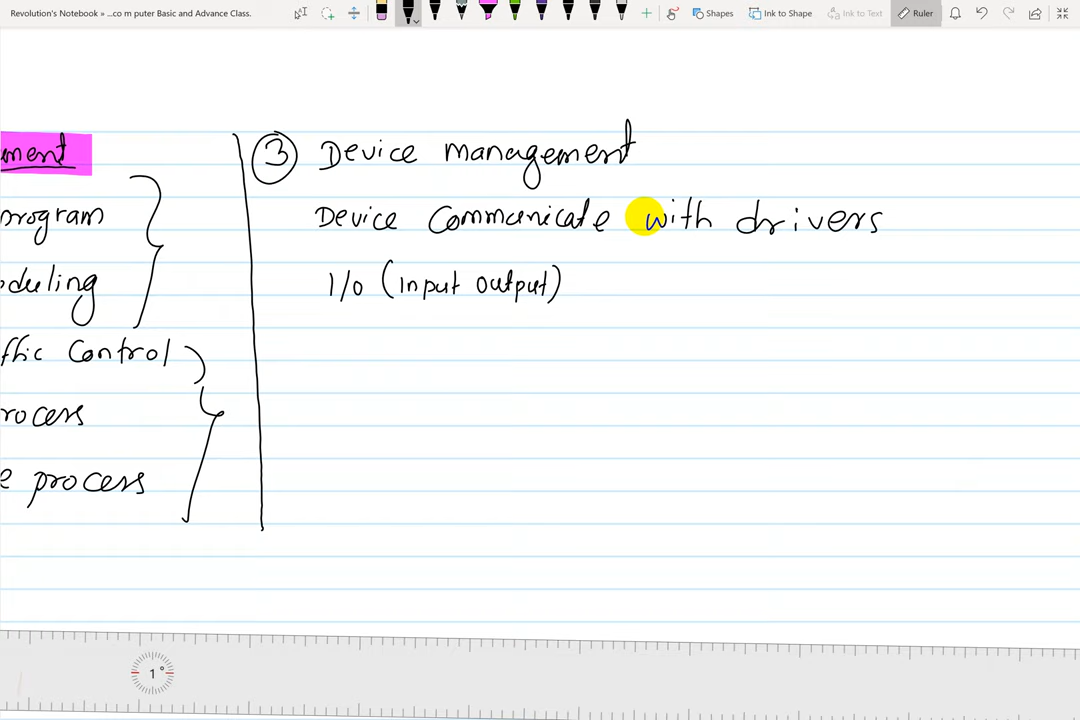 Revolution's Notebook » ...co m puter Basic and Advance Class.
Shapes
Ink to Shape
Ink to Text
Ruler
ment
program
duling
ffic Control
rocess
e process
3 Device management
Device Communicate with drivers
I/O (Input output)
1°